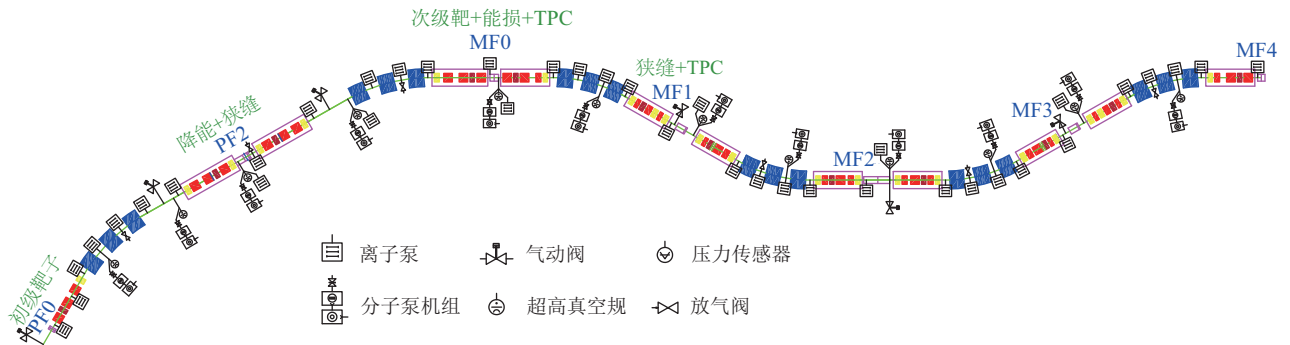 次级靶+能损+TPC
MF0
狭缝+TPC
MF1
MF4
MF3
降能+狭缝
PF2
MF2
初级靶子
PF0
离子泵
气动阀
压力传感器
分子泵机组
超高真空规
放气阀